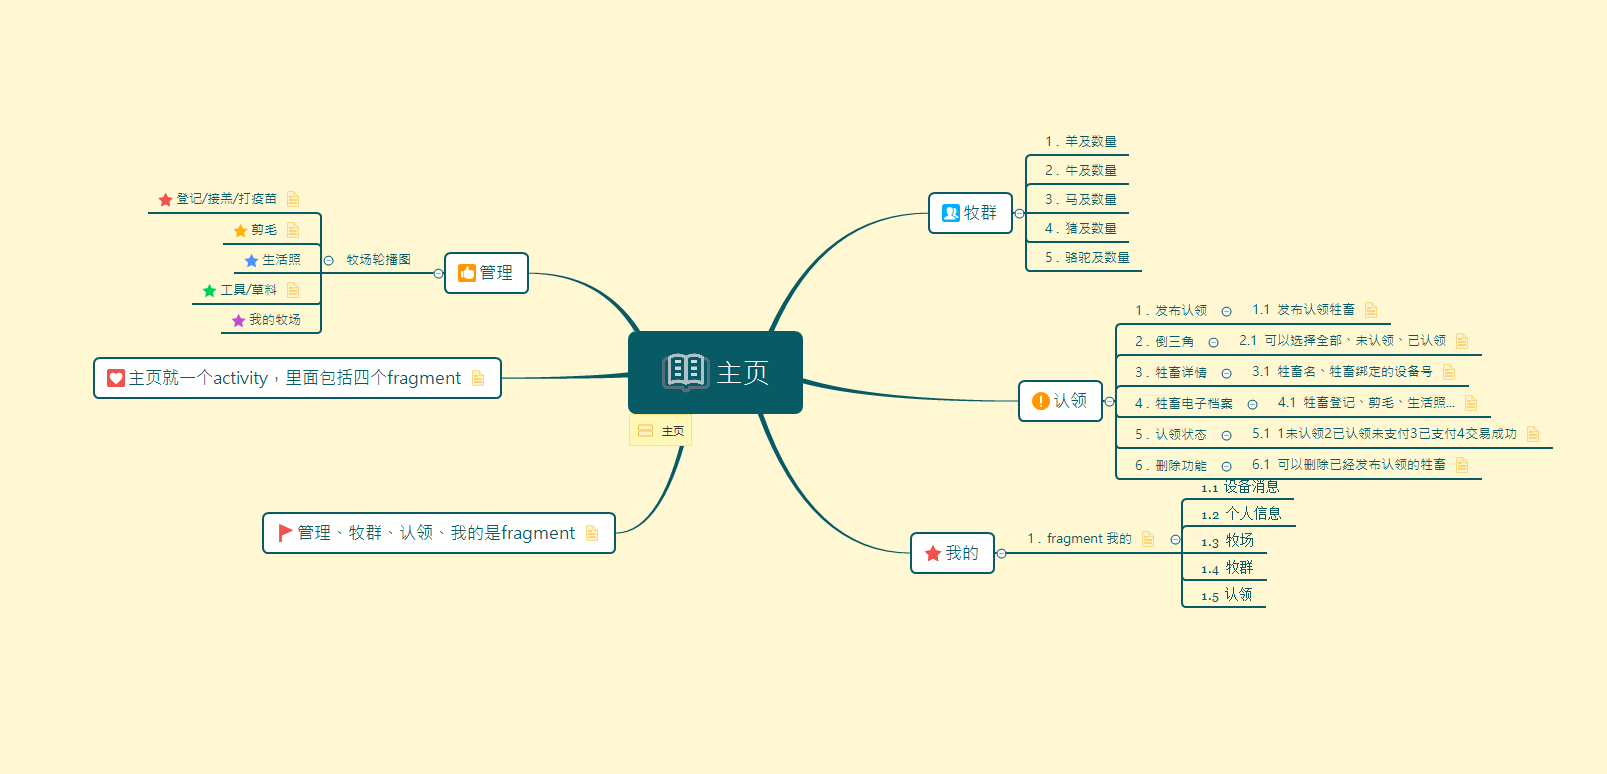 主页
主页
管理
牧场轮播图
登记/接羔/打疫苗
剪毛
生活照
工具/草料
我的牧场
主页就一个activity，里面包括四个fragment
管理、牧群、认领、我的是fragment
牧群
1. 羊及数量
2. 牛及数量
3. 马及数量
4. 猪及数量
5. 骆驼及数量
认领
1. 发布认领 1.1 发布认领牲畜
2. 倒三角 2.1 可以选择全部、未认领、已认领
3. 牲畜详情 3.1 牲畜名、牲畜绑定的设备号
4. 牲畜电子档案 4.1 牲畜登记、剪毛、生活照...
5. 认领状态 5.1 1未认领2已认领未支付3已支付4交易成功
6. 删除功能 6.1 可以删除已经发布认领的牲畜
我的
1. fragment 我的
1.1 设备消息
1.2 个人信息
1.3 牧场
1.4 牧群
1.5 认领